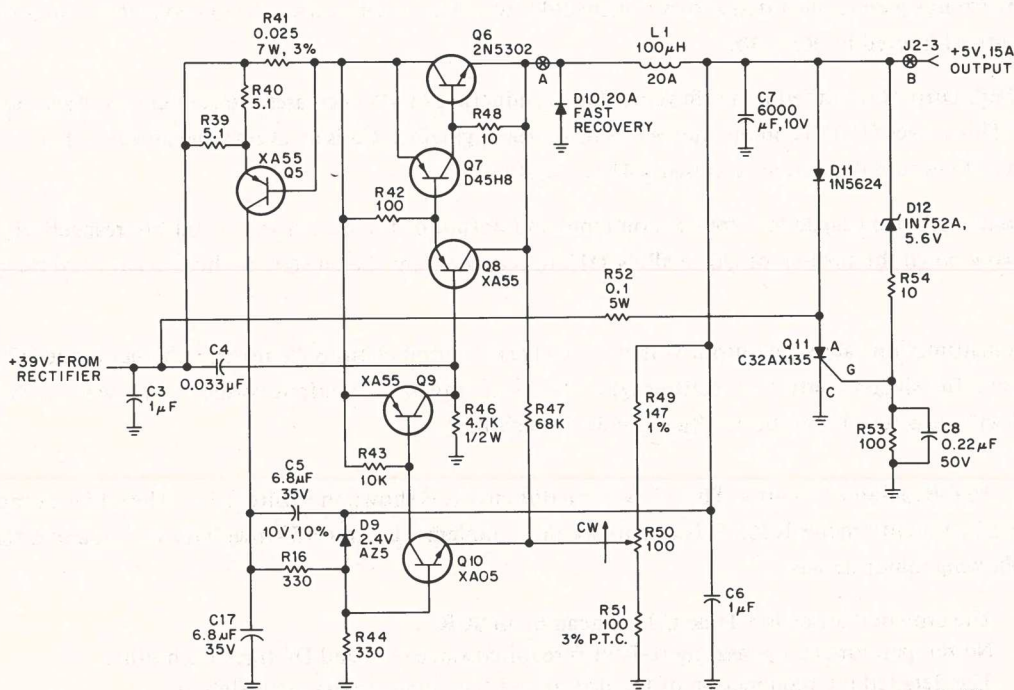 R41
0.025
7W, 3%
Q6
2N5302
L1
100µH
20A
J2-3
+5V, 15A
OUTPUT
A
B
R40
5.1
R39
5.1
D10, 20A
FAST
RECOVERY
C7
6000
µF, 10V
R48
10
XA55
Q5
Q7
D45H8
D11
1N5624
R42
100
D12
1N752A,
5.6V
Q8
XA55
R52
0.1
5W
R54
10
+39V FROM
RECTIFIER
C4
0.033µF
Q11
C32AX135
A
G
C
C3
1µF
XA55
Q9
R46
4.7K
1/2W
R47
68K
R49
147
1%
R53
100
C8
0.22µF
50V
R43
10K
C5
6.8µF
35V
10V, 10%
D9
2.4V
AZ5
CW
R50
100
Q10
XA05
R16
330
C6
1µF
R51
100
3% P.T.C.
C17
6.8µF
35V
R44
330